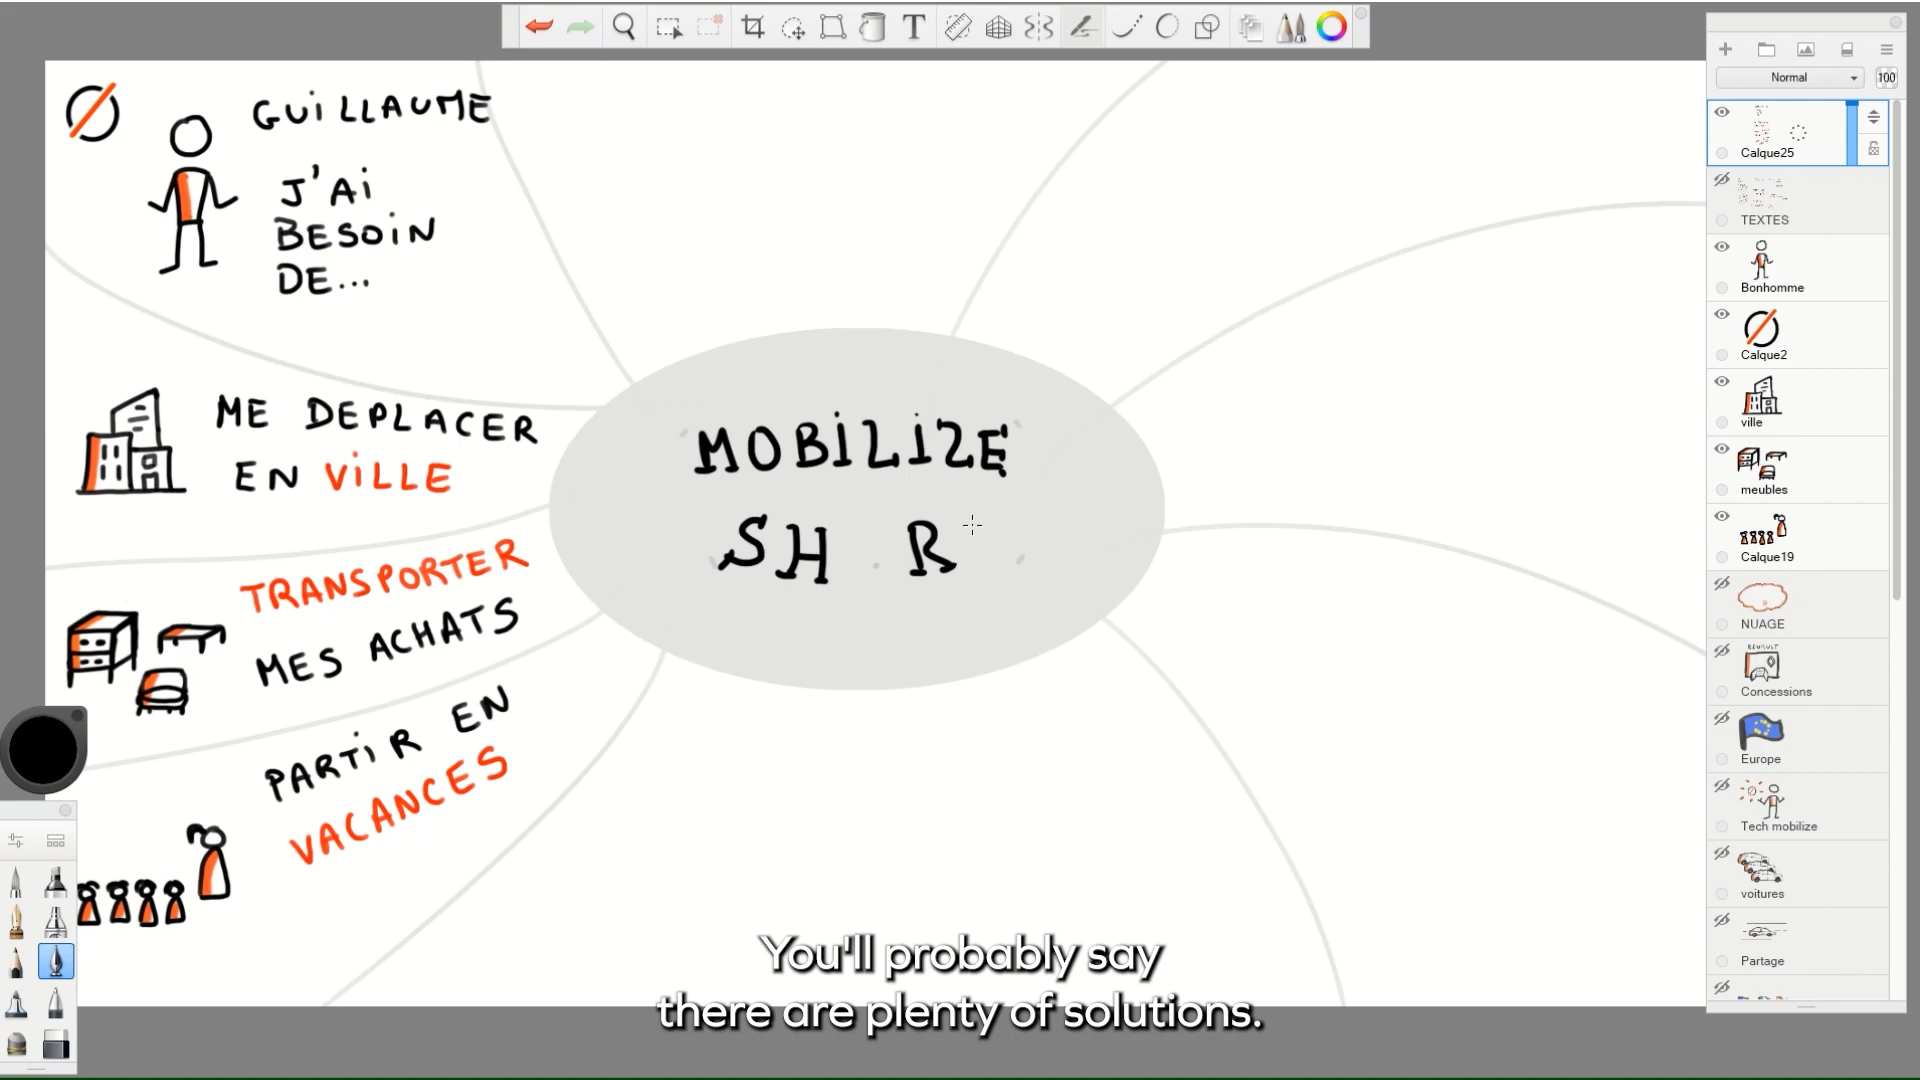 GUILLAUME
J'AI
BESOIN
DE...
ME DEPLACER
EN VILLE
TRANSPORTER
MES ACHATS
PARTIR EN
VACANCES
MOBILIZE
SH R
You'll probably say
there are plenty of solutions.
T
Normal
100
Calque25
TEXTES
Bonhomme
Calque2
ville
meubles
Calque19
NUAGE
RENAULT
Concessions
Europe
Tech mobilize
voitures
Partage